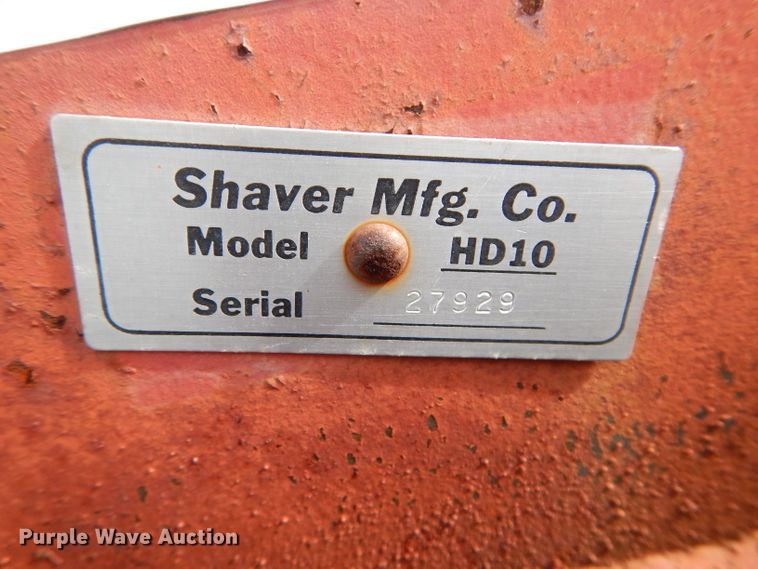 Shaver Mfg. Co.
Model HD10
Serial 27929
Purple Wave Auction®